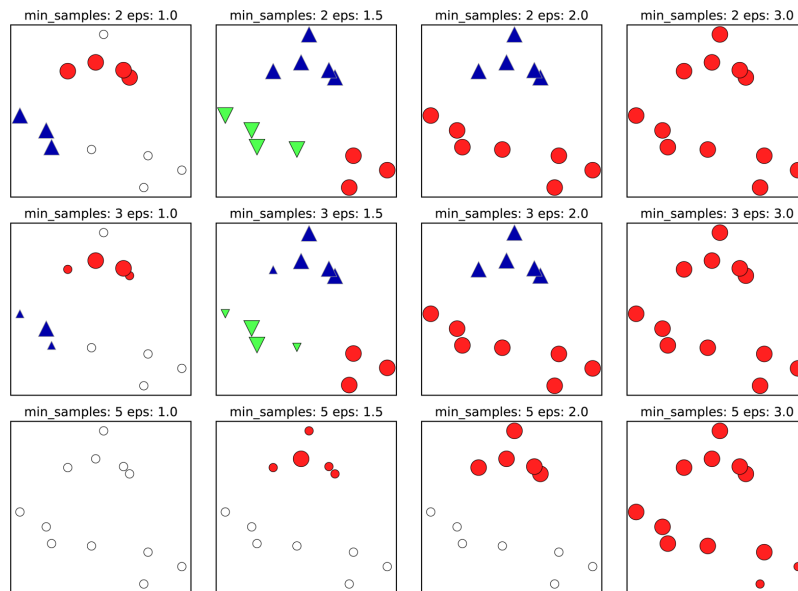 min_samples: 2 eps: 1.0
min_samples: 2 eps: 1.5
min_samples: 2 eps: 2.0
min_samples: 2 eps: 3.0
min_samples: 3 eps: 1.0
min_samples: 3 eps: 1.5
min_samples: 3 eps: 2.0
min_samples: 3 eps: 3.0
min_samples: 5 eps: 1.0
min_samples: 5 eps: 1.5
min_samples: 5 eps: 2.0
min_samples: 5 eps: 3.0